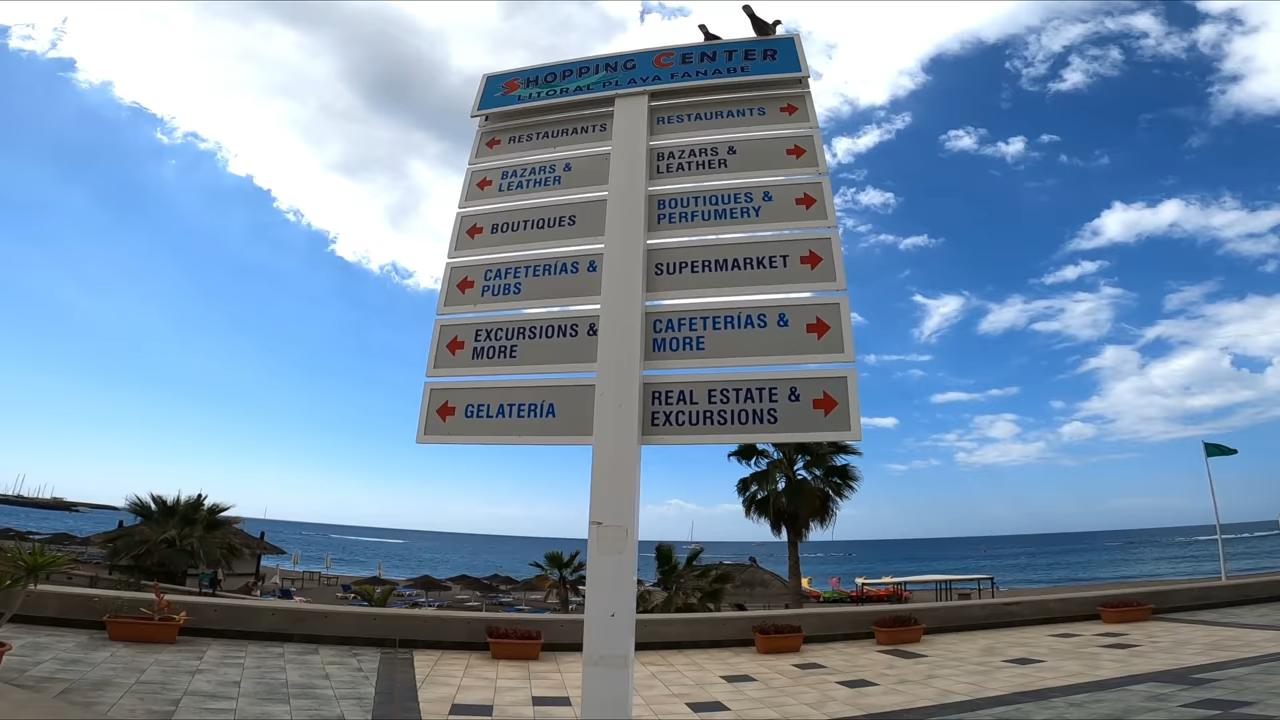 SHOPPING CENTER
LITORAL PLAYA FANABÉ
RESTAURANTS
BAZARS &
LEATHER
BOUTIQUES
CAFETERÍAS &
PUBS
EXCURSIONS &
MORE
GELATERÍA
RESTAURANTS
BAZARS &
LEATHER
BOUTIQUES &
PERFUMERY
SUPERMARKET
CAFETERÍAS &
MORE
REAL ESTATE &
EXCURSIONS